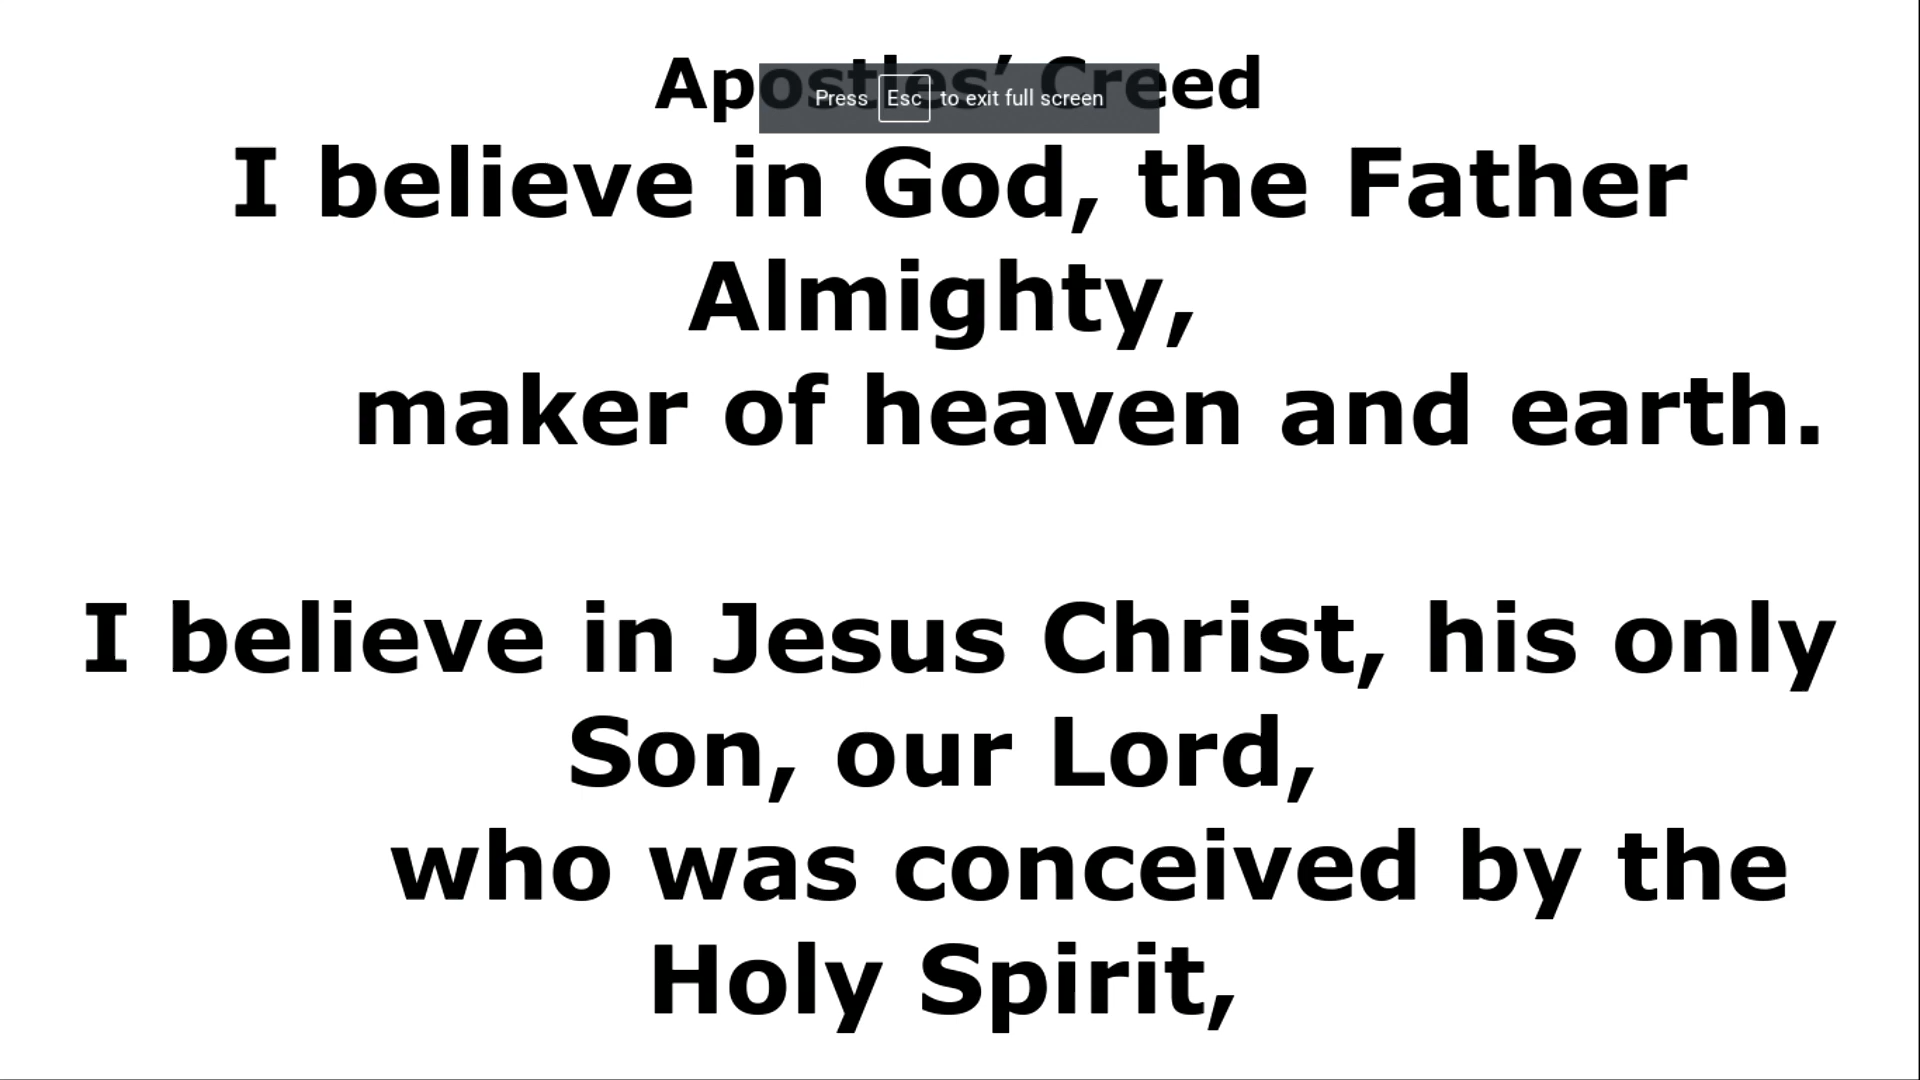 Apostles’ Creed
Press Esc to exit full screen
I believe in God, the Father
Almighty,
maker of heaven and earth.
I believe in Jesus Christ, his only
Son, our Lord,
who was conceived by the
Holy Spirit,